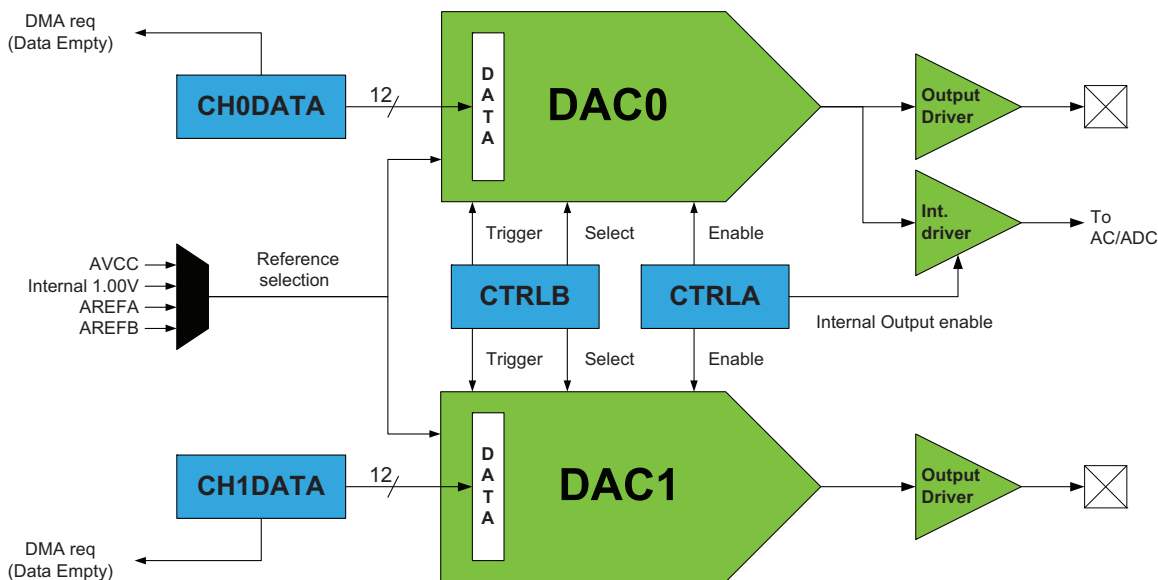 DMA req
(Data Empty)
CH0DATA
12
DATA
DAC0
Output
Driver
Int.
driver
To
AC/ADC
Trigger
Select
Enable
AVCC
Internal 1.00V
AREFA
AREFB
Reference
selection
CTRLB
CTRLA
Internal Output enable
Trigger
Select
Enable
CH1DATA
12
DATA
DAC1
Output
Driver
DMA req
(Data Empty)